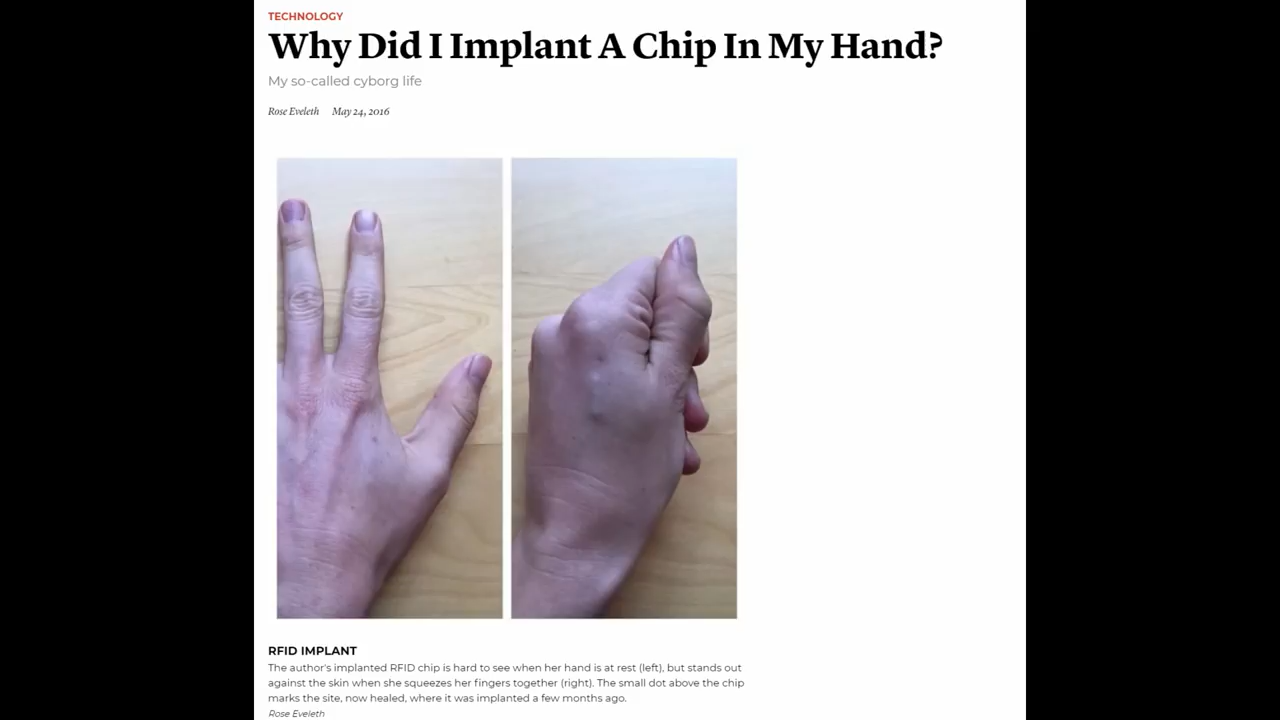 TECHNOLOGY
Why Did I Implant A Chip In My Hand?
My so-called cyborg life
Rose Eveleth May 24, 2016
RFID IMPLANT
The author's implanted RFID chip is hard to see when her hand is at rest (left), but stands out
against the skin when she squeezes her fingers together (right). The small dot above the chip
marks the site, now healed, where it was implanted a few months ago.
Rose Eveleth